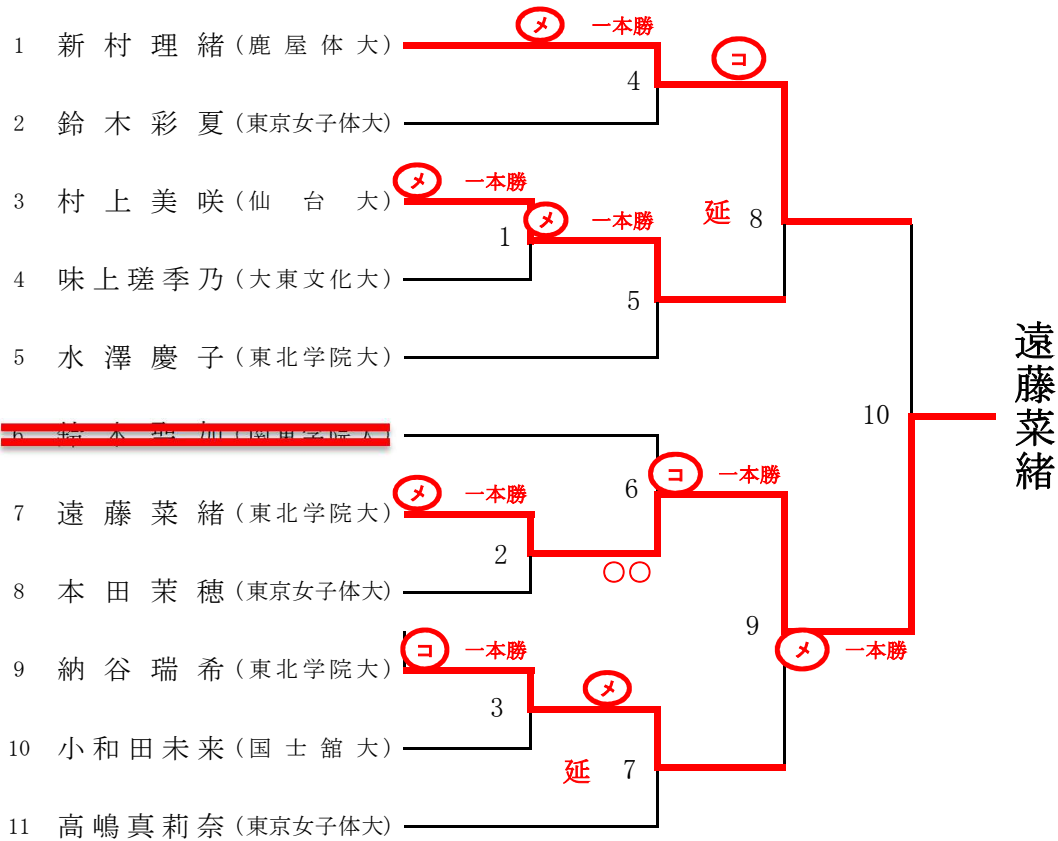 メ 一本勝
1 新村理緒(鹿屋体大)
コ
4
2 鈴木彩夏(東京女子体大)
メ 一本勝
3 村上美咲(仙台大)
メ 一本勝
延 8
1
4 味上瑳季乃(大東文化大)
5
5 水澤慶子(東北学院大)
遠藤菜緒
10
コ 一本勝
6
メ 一本勝
7 遠藤菜緒(東北学院大)
2
○○
8 本田茉穂(東京女子体大)
9
コ 一本勝
メ 一本勝
9 納谷瑞希(東北学院大)
メ
3
10 小和田未来(国士舘大)
延 7
11 高嶋真莉奈(東京女子体大)